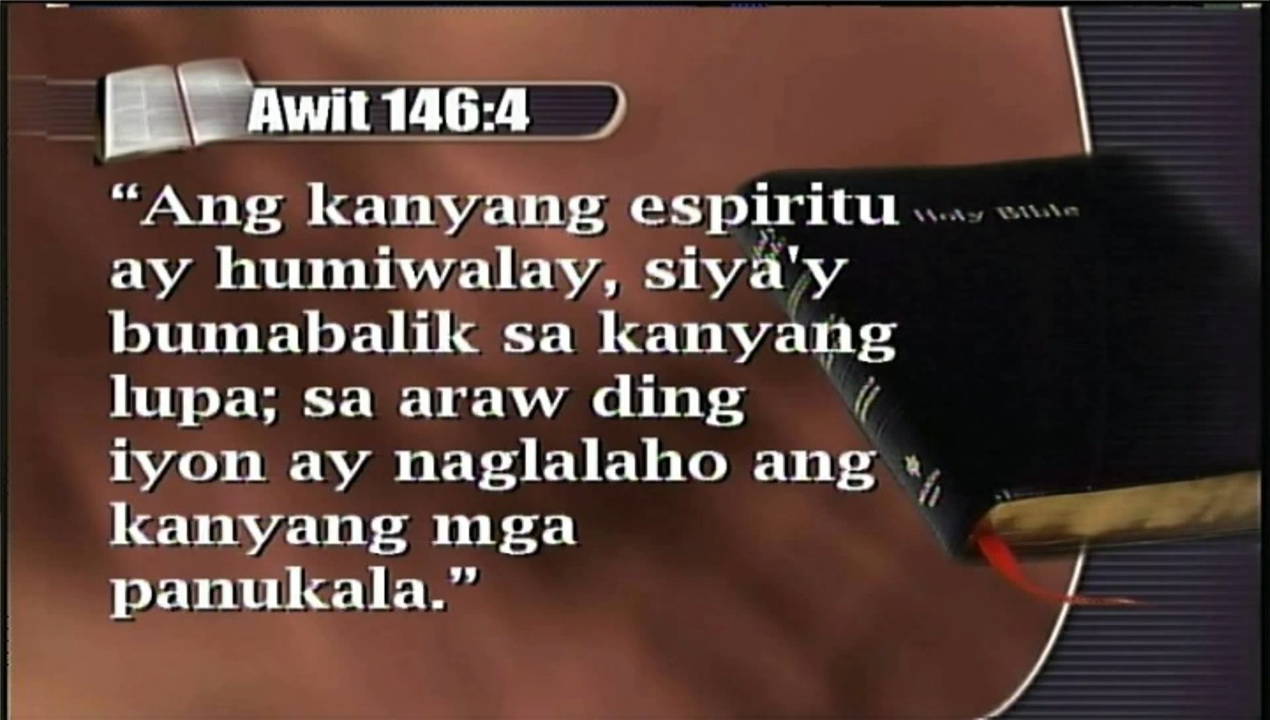 Awit 146:4
“Ang kanyang espiritu
Holy Bible
ay humiwalay, siya'y
bumabalik sa kanyang
lupa; sa araw ding
iyon ay naglalaho ang
kanyang mga
panukala.”